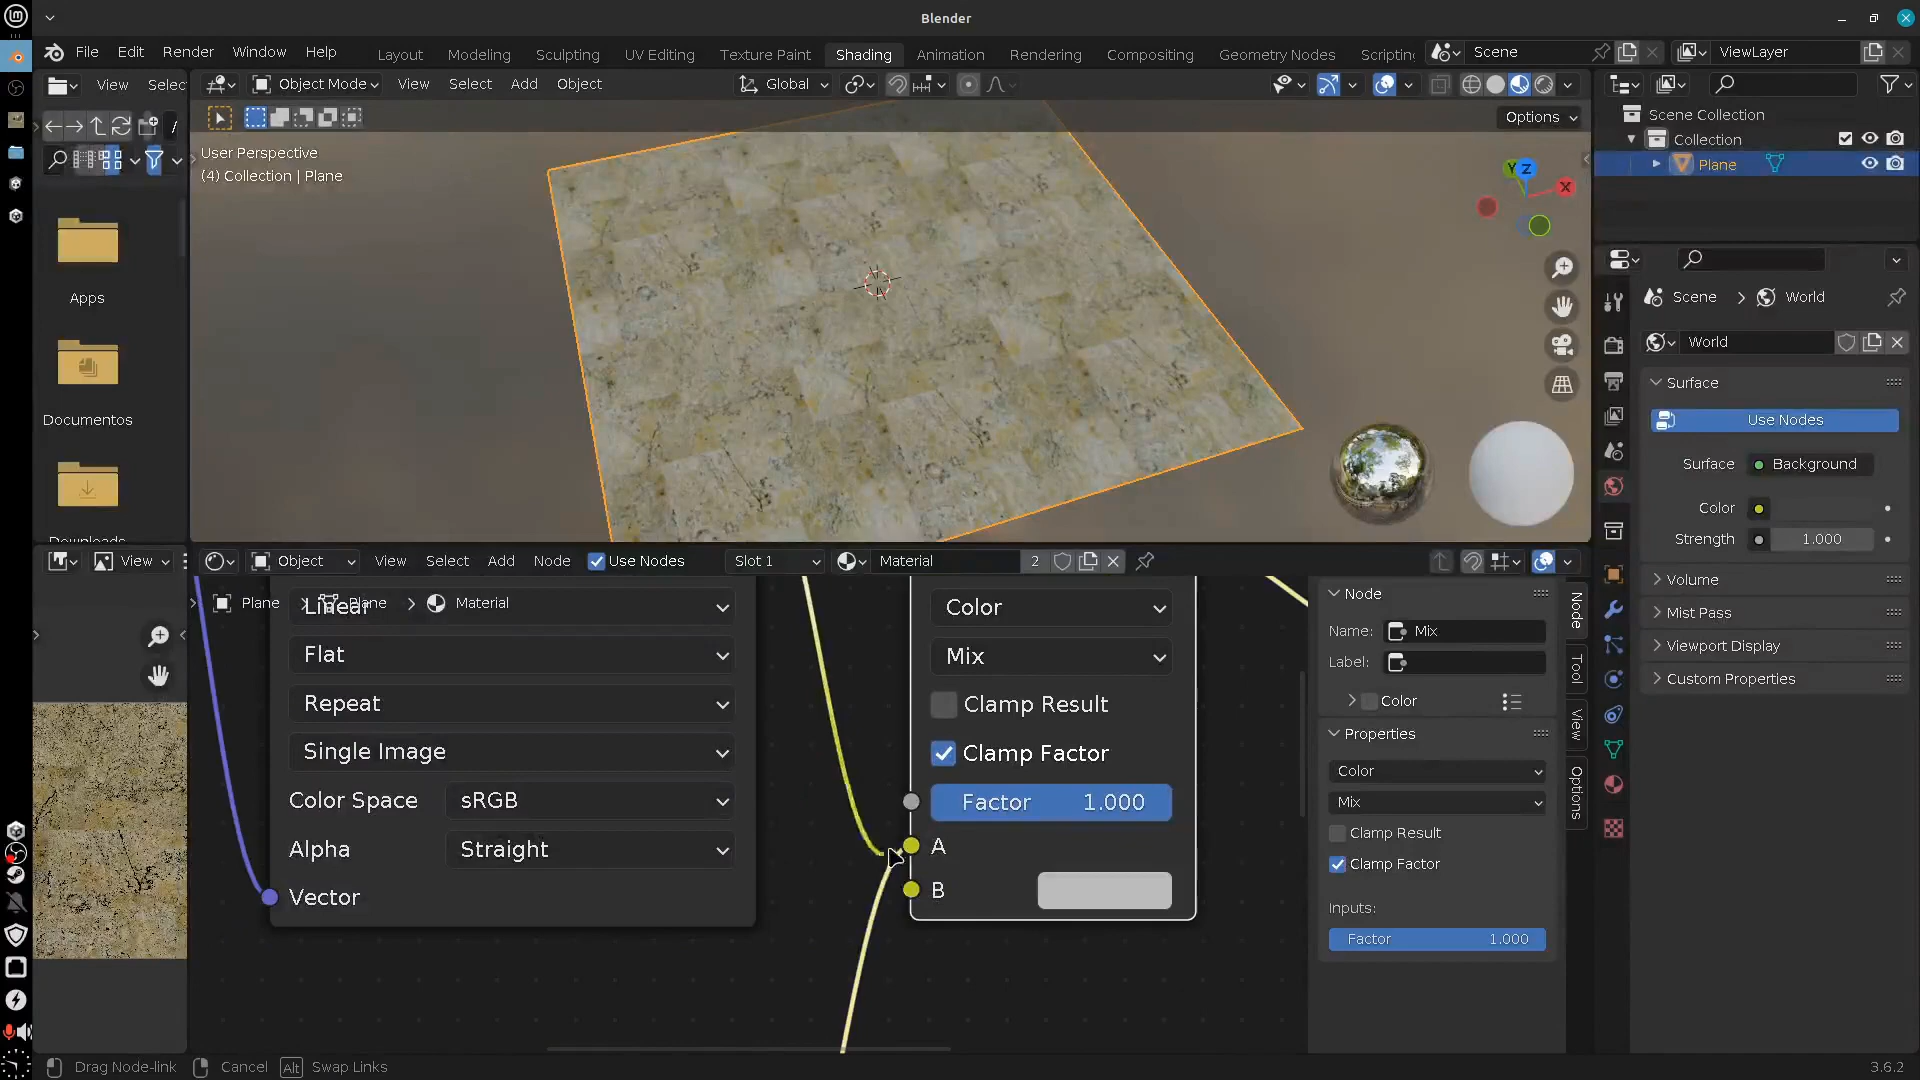 Blender
File Edit Render Window Help
Layout Modeling Sculpting UV Editing Texture Paint Shading Animation Rendering Compositing Geometry Nodes Scriptin
Scene
ViewLayer
View Selec
Object Mode View Select Add Object
Global
Options
User Perspective
(4) Collection | Plane
Y Z X
Apps
Documentos
Downloads
Scene Collection
Collection
Plane
Scene > World
World
Surface
Use Nodes
Surface Background
Color
Strength 1.000
Volume
Mist Pass
Viewport Display
Custom Properties
View
Object View Select Add Node Use Nodes Slot 1 Material 2
Plane > Plane > Material
Linear
Flat
Repeat
Single Image
Color Space sRGB
Alpha Straight
Vector
Color
Mix
Clamp Result
Clamp Factor
Factor 1.000
A
B
Node
Name: Mix
Label:
Color
Properties
Color
Mix
Clamp Result
Clamp Factor
Inputs:
Factor 1.000
Node
Tool
View
Options
Drag Node-link Cancel Alt Swap Links
3.6.2